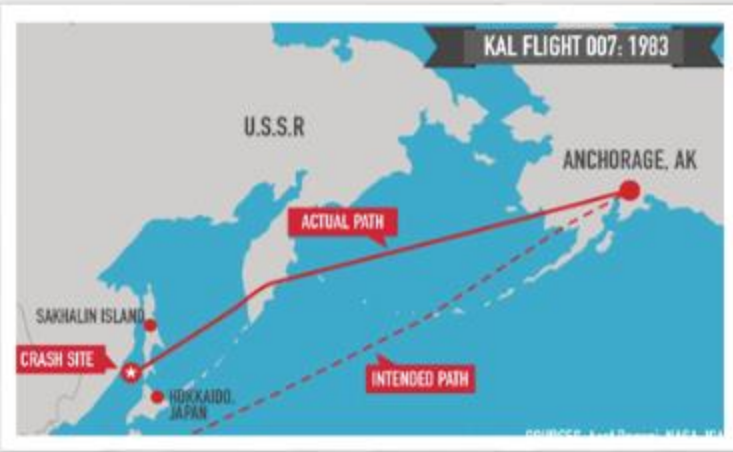 KAL FLIGHT 007: 1983
U.S.S.R
ANCHORAGE, AK
ACTUAL PATH
SAKHALIN ISLAND
CRASH SITE
INTENDED PATH
HOKKAIDO,
JAPAN